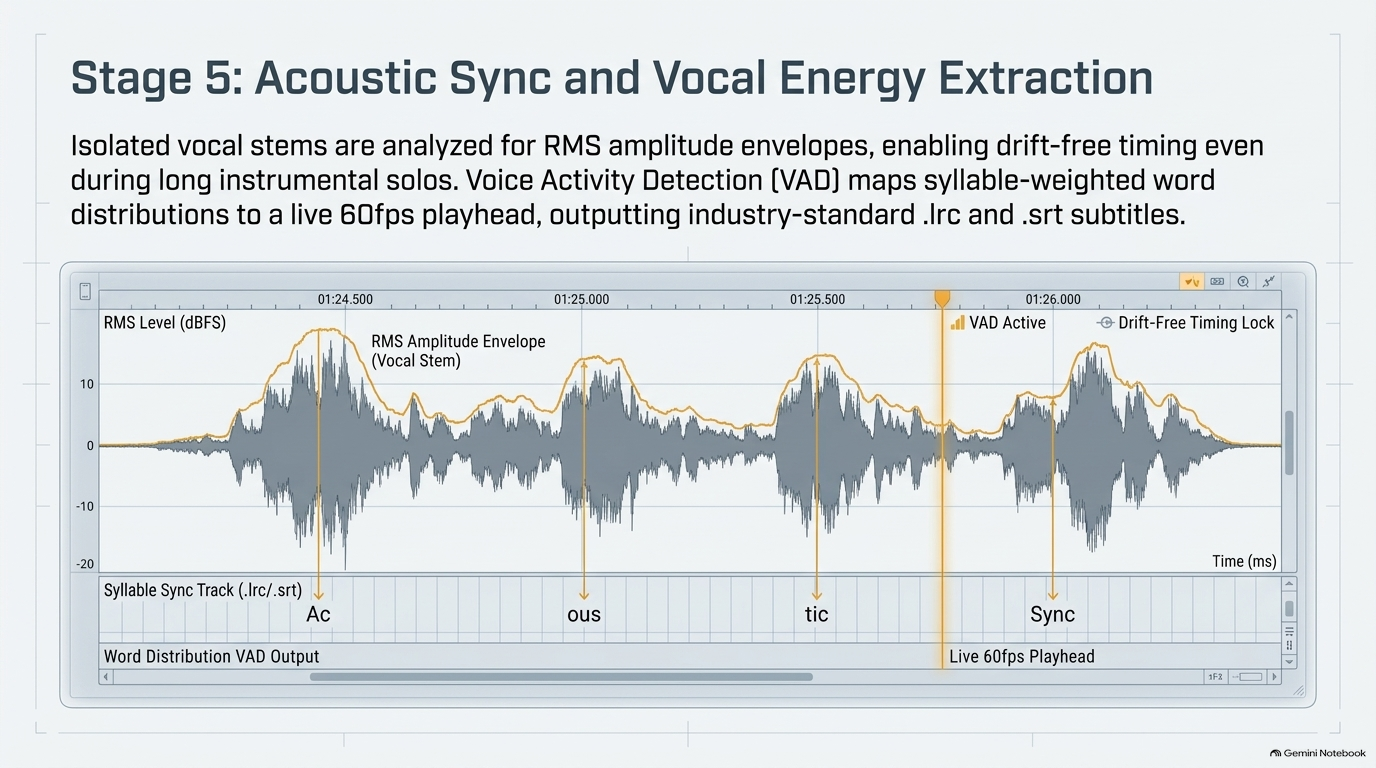 Stage 5: Acoustic Sync and Vocal Energy Extraction
Isolated vocal stems are analyzed for RMS amplitude envelopes, enabling drift-free timing even
during long instrumental solos. Voice Activity Detection (VAD) maps syllable-weighted word
distributions to a live 60fps playhead, outputting industry-standard .lrc and .srt subtitles.
01:24.500
01:25.000
01:25.500
01:26.000
RMS Level (dBFS)
RMS Amplitude Envelope
(Vocal Stem)
VAD Active
Drift-Free Timing Lock
10
0
-10
-20
Time (ms)
Syllable Sync Track (.lrc/.srt)
Ac
ous
tic
Sync
Word Distribution VAD Output
Live 60fps Playhead
Gemini Notebook